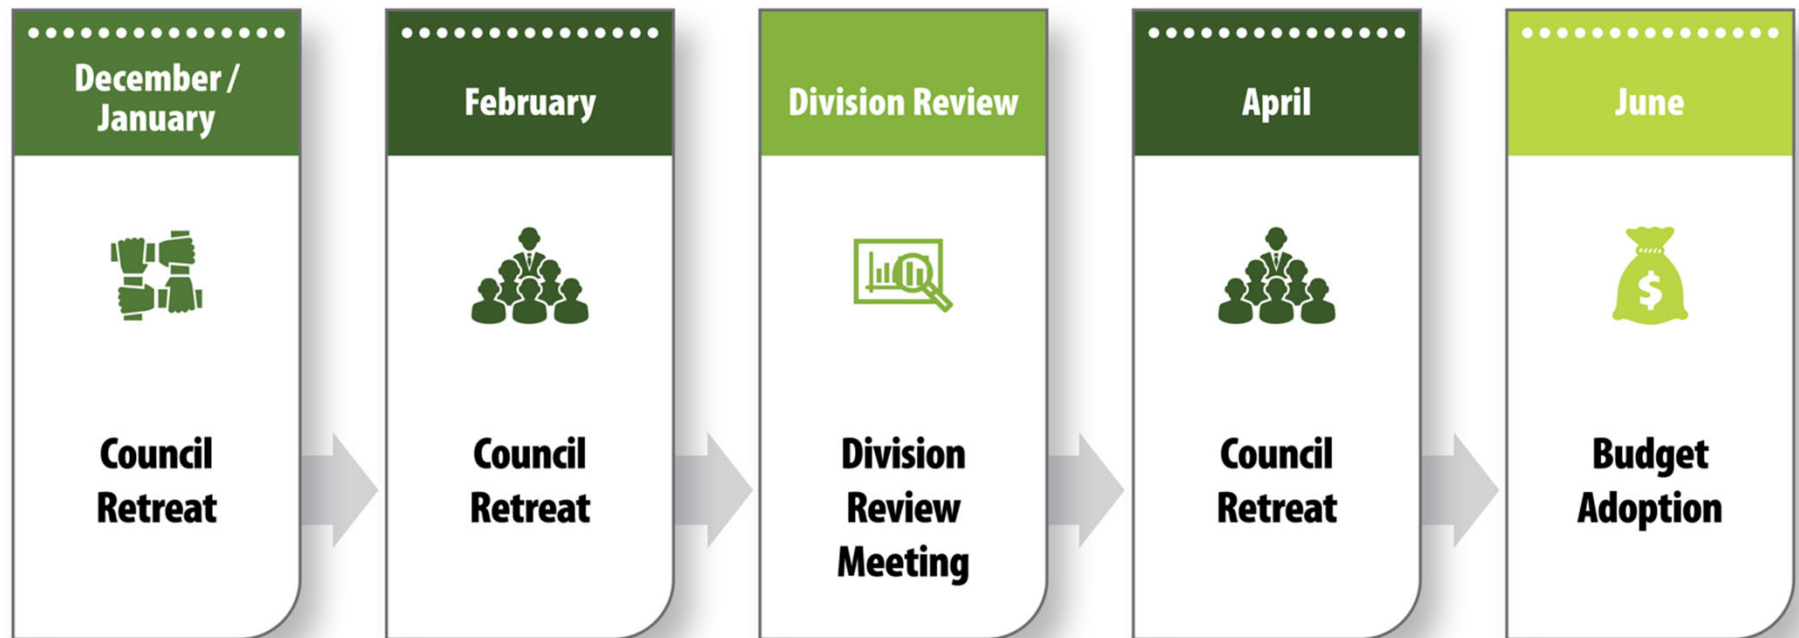 December /
January
Council
Retreat
February
Council
Retreat
Division Review
Division
Review
Meeting
April
Council
Retreat
June
$
Budget
Adoption